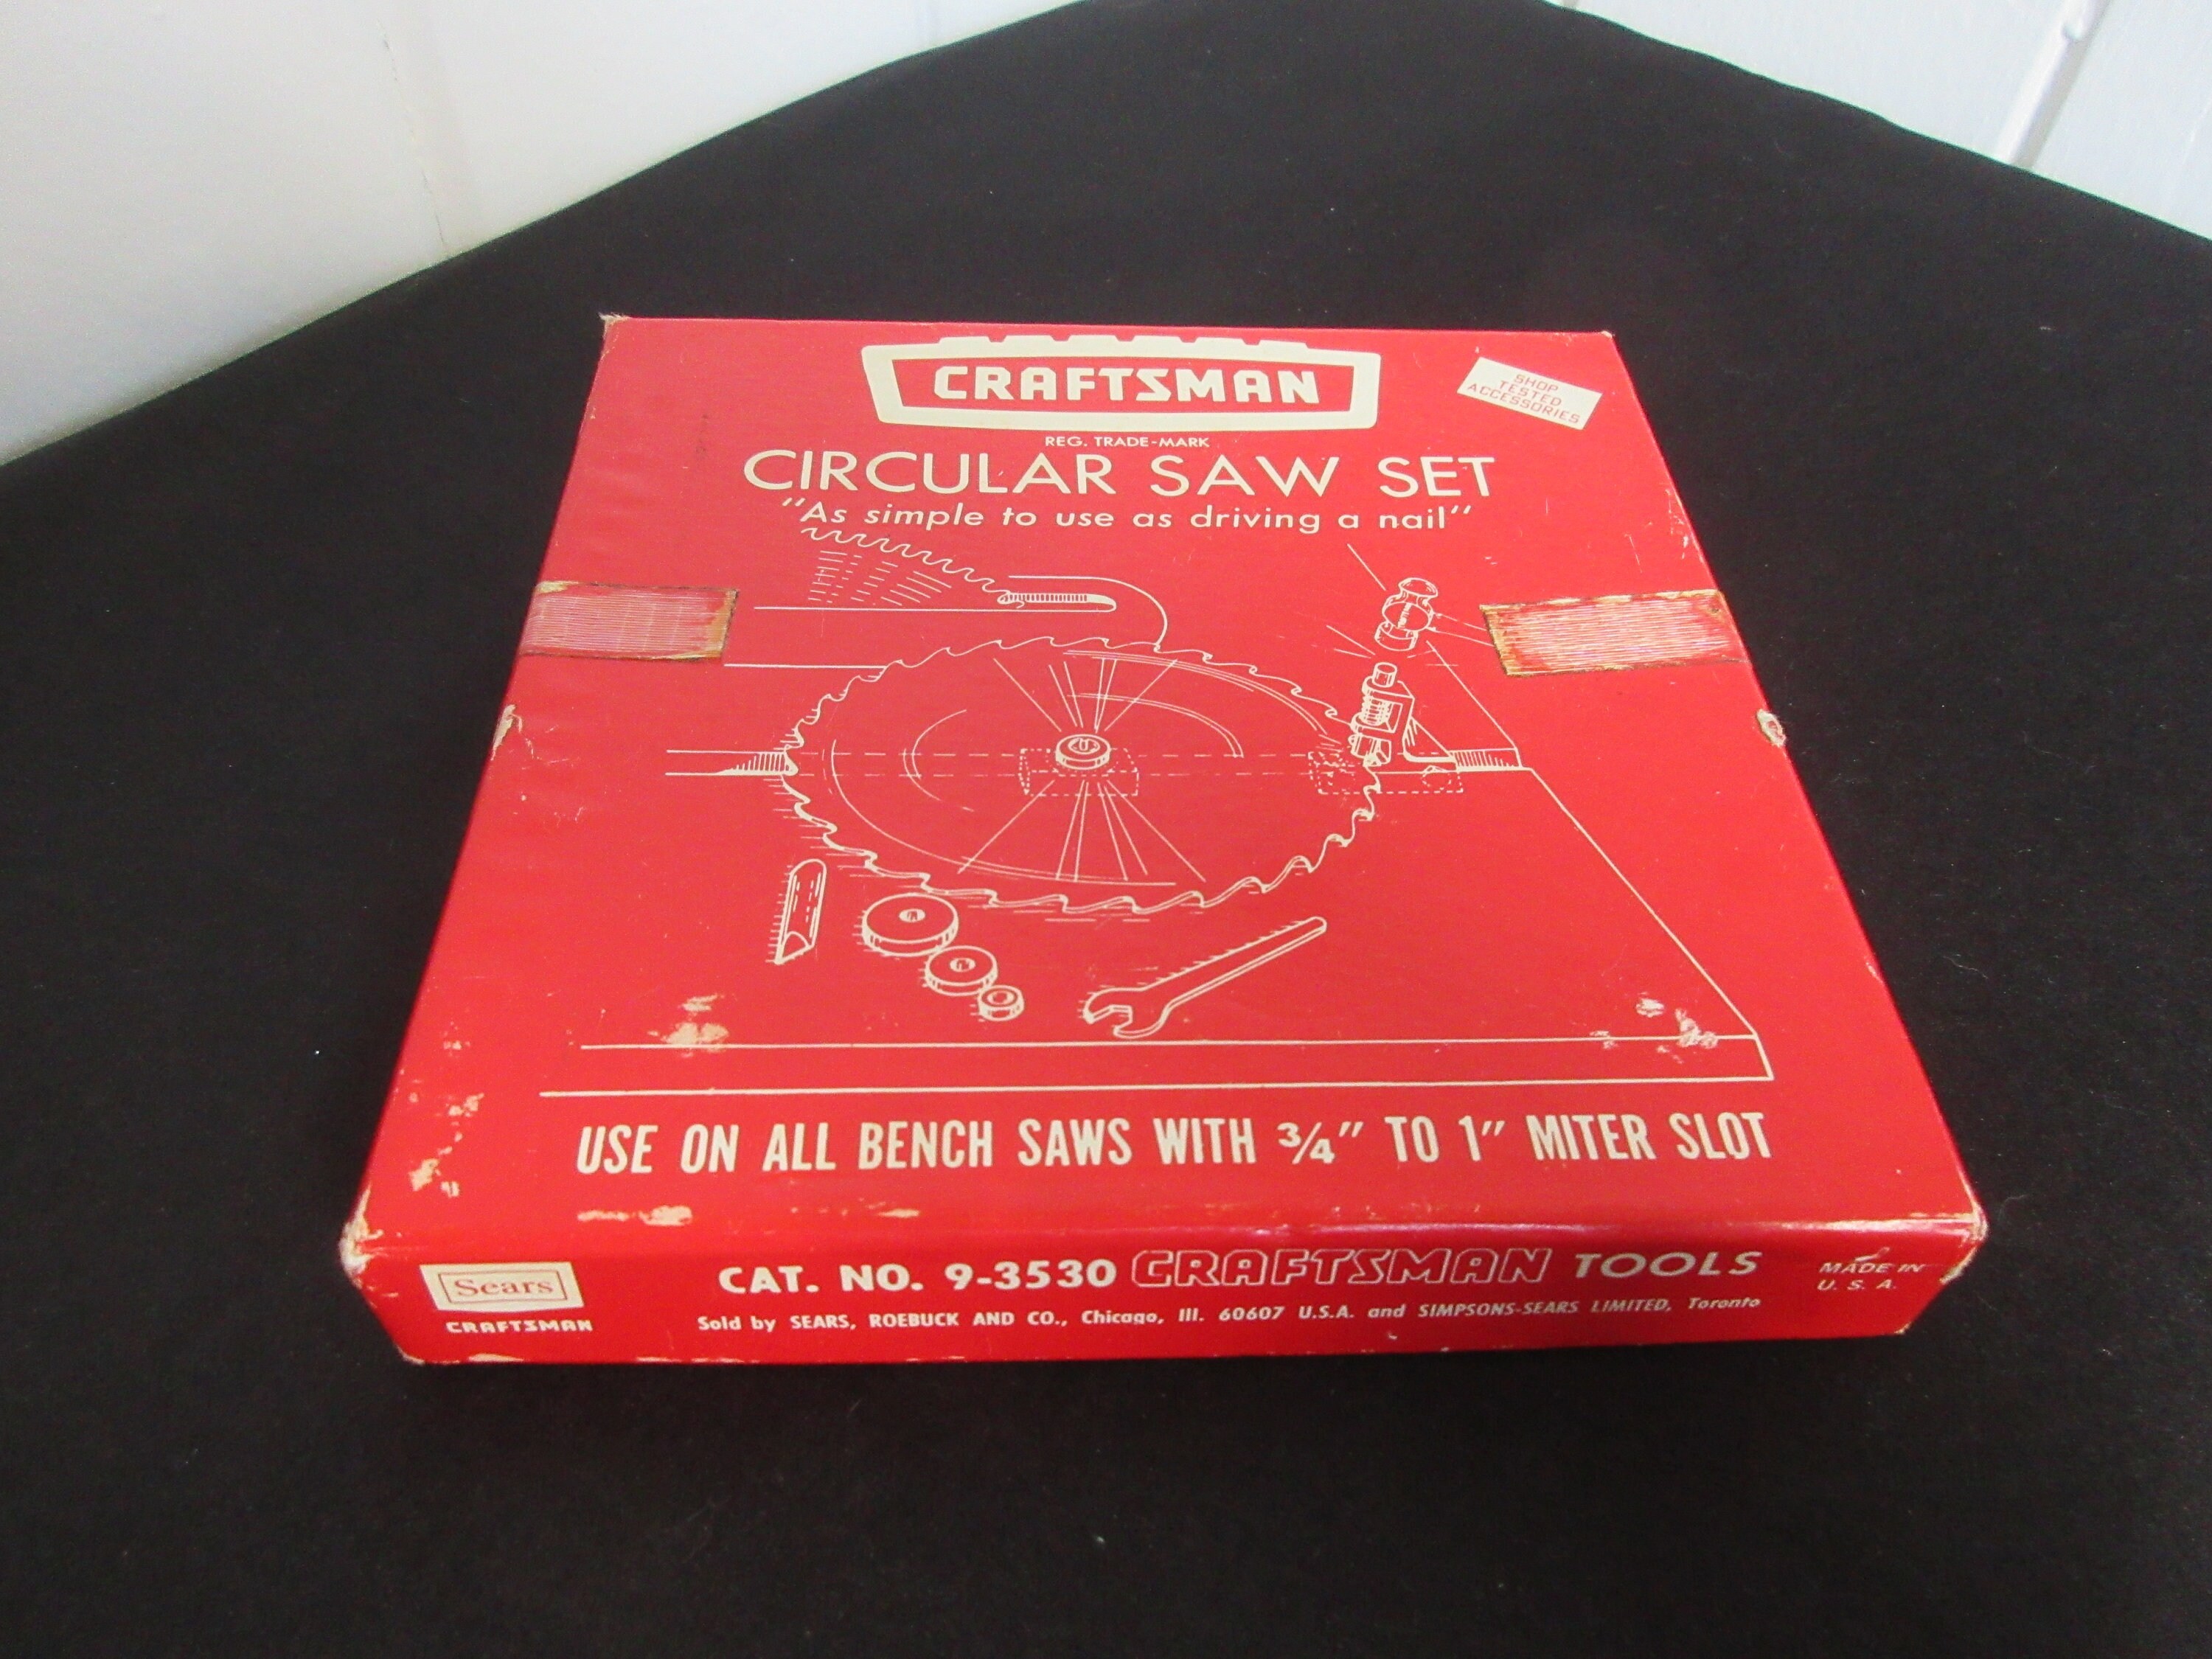 CRAFTSMAN
SHOP
TESTED
ACCESSORIES
REG. TRADE-MARK
CIRCULAR SAW SET
"As simple to use as driving a nail"
USE ON ALL BENCH SAWS WITH 3/4" TO 1" MITER SLOT
Sears
CRAFTSMAN
CAT. NO. 9-3530 CRAFTSMAN TOOLS
Sold by SEARS, ROEBUCK AND CO., Chicago, Ill. 60607 U.S.A. and SIMPSONS-SEARS LIMITED, Toronto
MADE IN
U. S. A.